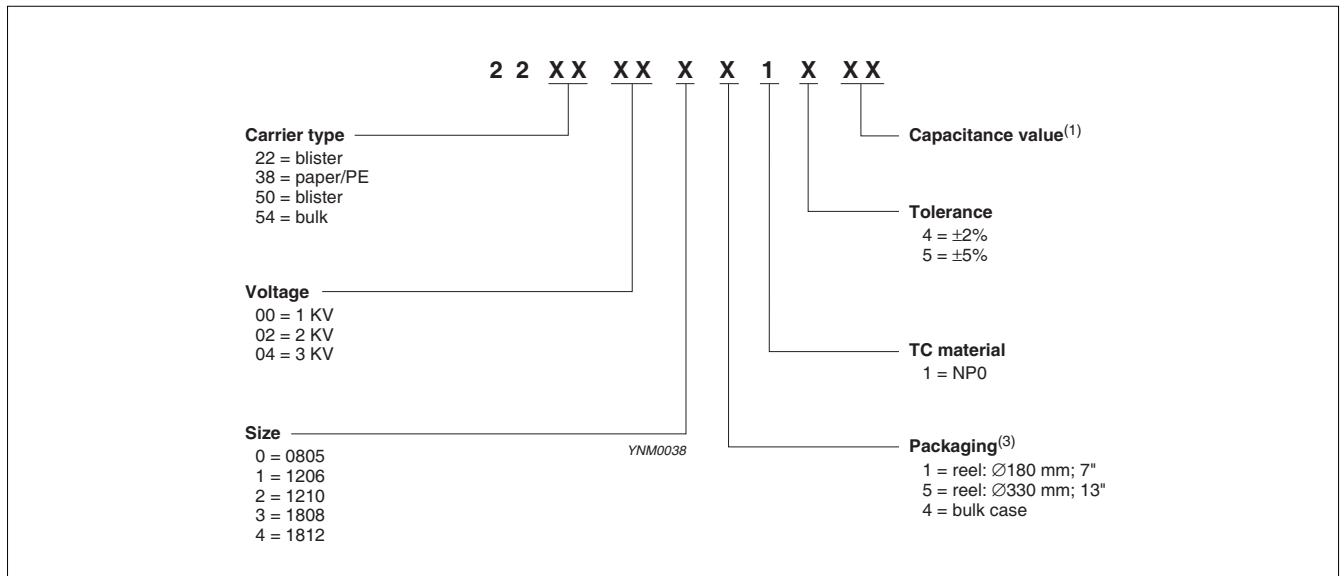 2 2 X X X X X X 1 X X X
Carrier type
22 = blister
38 = paper/PE
50 = blister
54 = bulk
Voltage
00 = 1 KV
02 = 2 KV
04 = 3 KV
Size
0 = 0805
1 = 1206
2 = 1210
3 = 1808
4 = 1812
YNM0038
Capacitance value(1)
Tolerance
4 = ±2%
5 = ±5%
TC material
1 = NP0
Packaging(3)
1 = reel: Ø180 mm; 7"
5 = reel: Ø330 mm; 13"
4 = bulk case